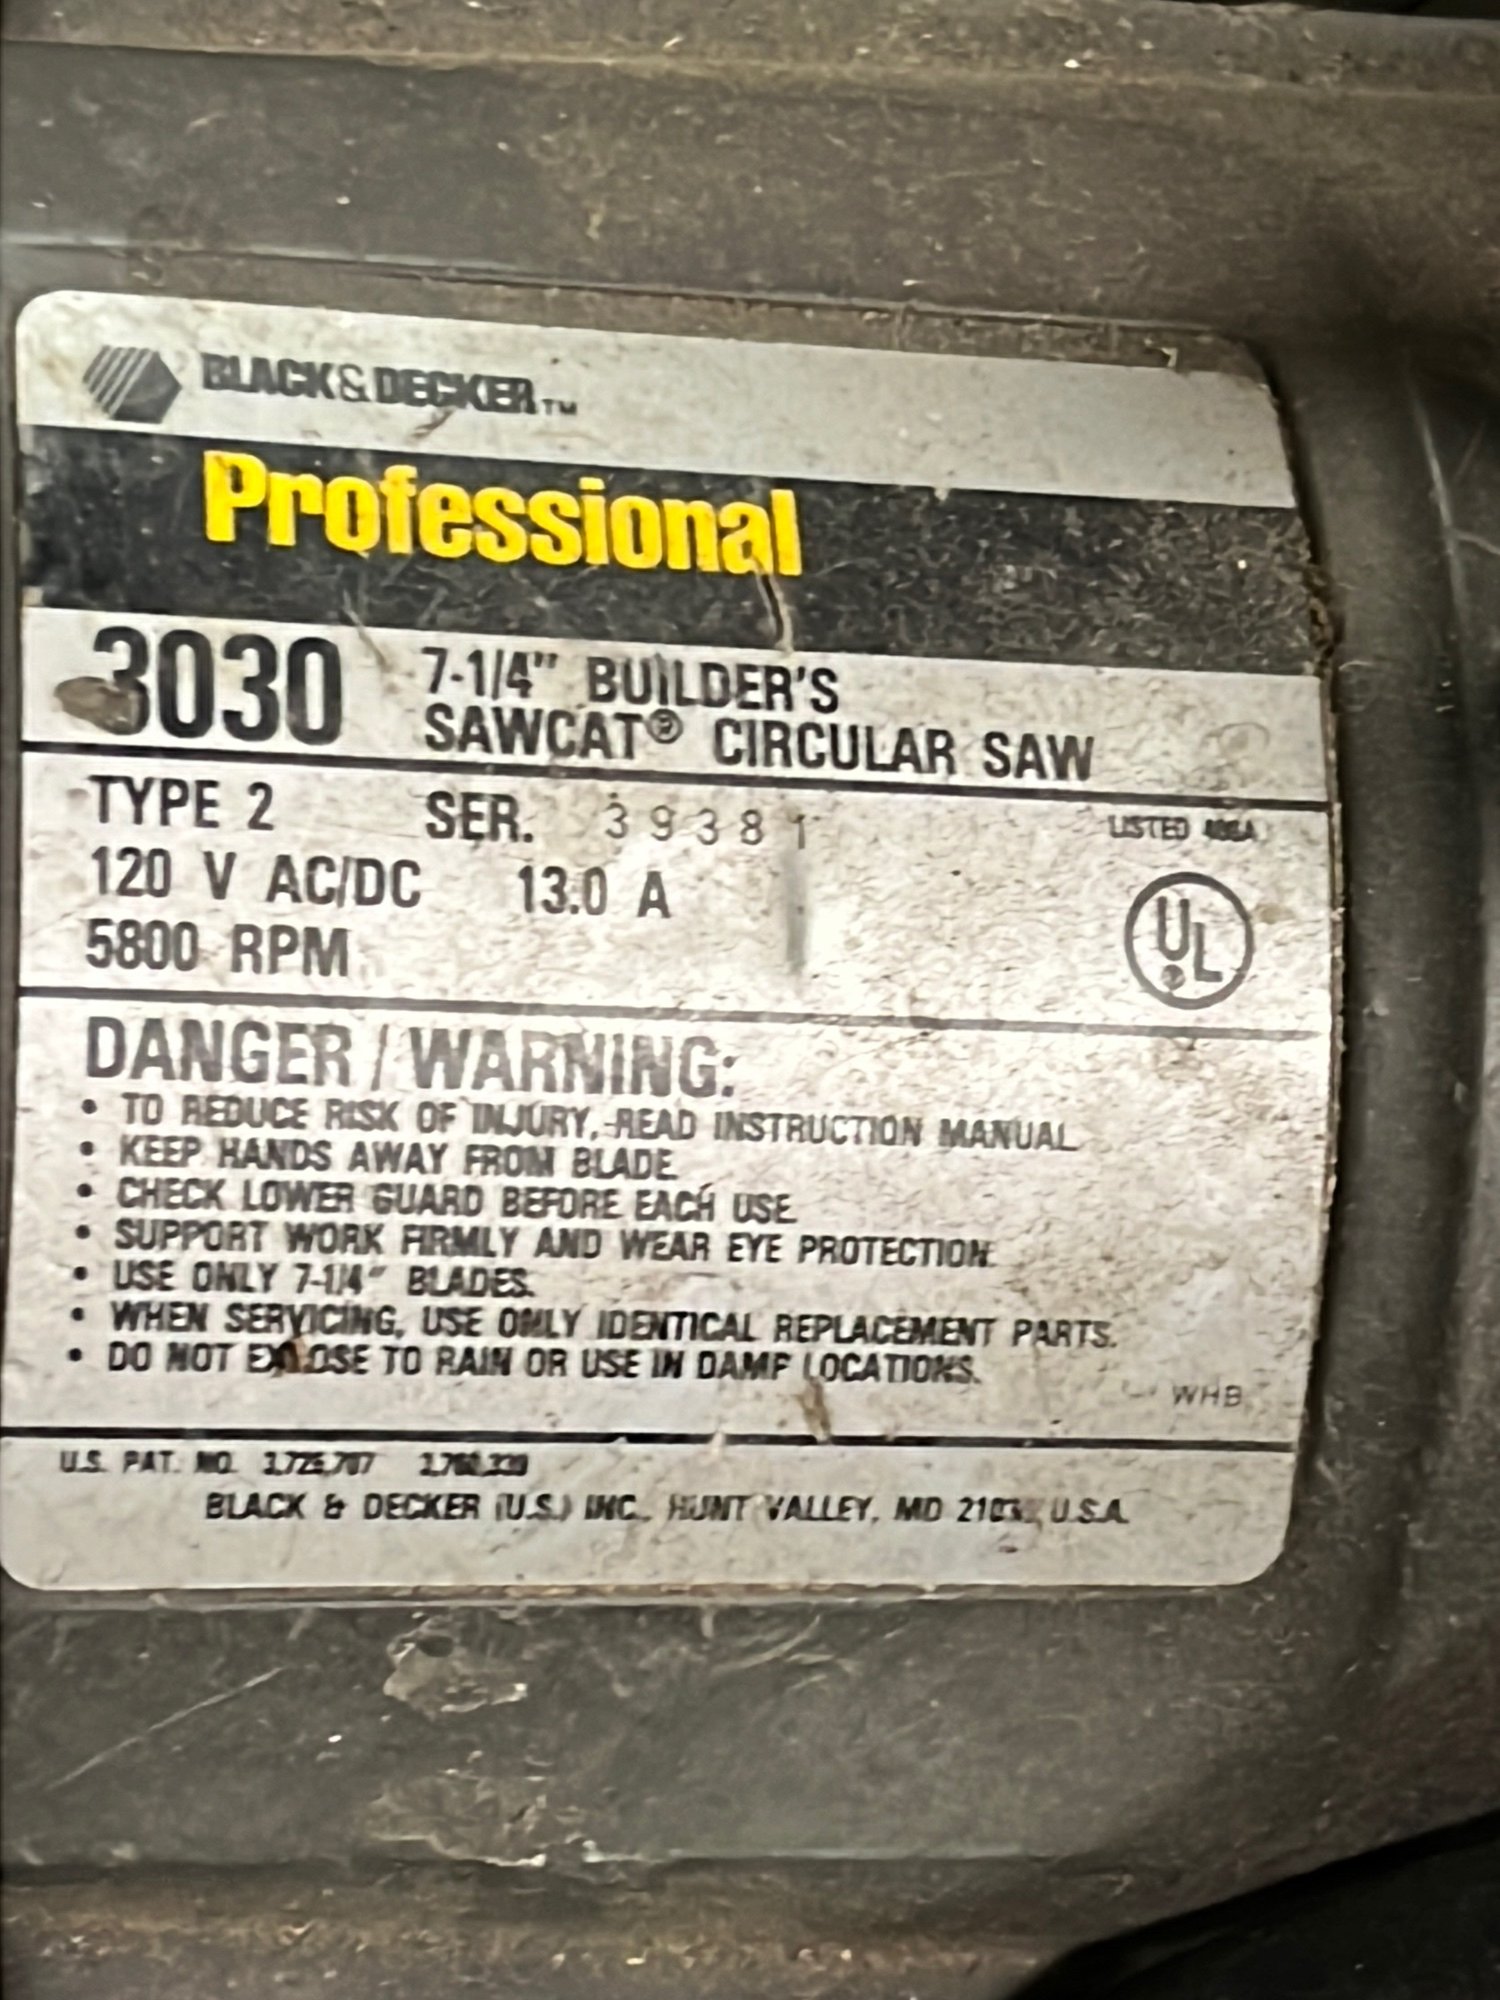 BLACK & DECKER™
Professional
3030 7-1/4" BUILDER'S
SAWCAT® CIRCULAR SAW
TYPE 2 SER. 39381
LISTED
120 V AC/DC 13.0 A
UL
5800 RPM
DANGER / WARNING:
• TO REDUCE RISK OF INJURY, READ INSTRUCTION MANUAL
• KEEP HANDS AWAY FROM BLADE.
• CHECK LOWER GUARD BEFORE EACH USE.
• SUPPORT WORK FIRMLY AND WEAR EYE PROTECTION.
• USE ONLY 7-1/4" BLADES.
• WHEN SERVICING, USE ONLY IDENTICAL REPLACEMENT PARTS.
• DO NOT EXPOSE TO RAIN OR USE IN DAMP LOCATIONS.
WHB
U.S. PAT. NO.
BLACK & DECKER (U.S.) INC., HUNT VALLEY, MD U.S.A.